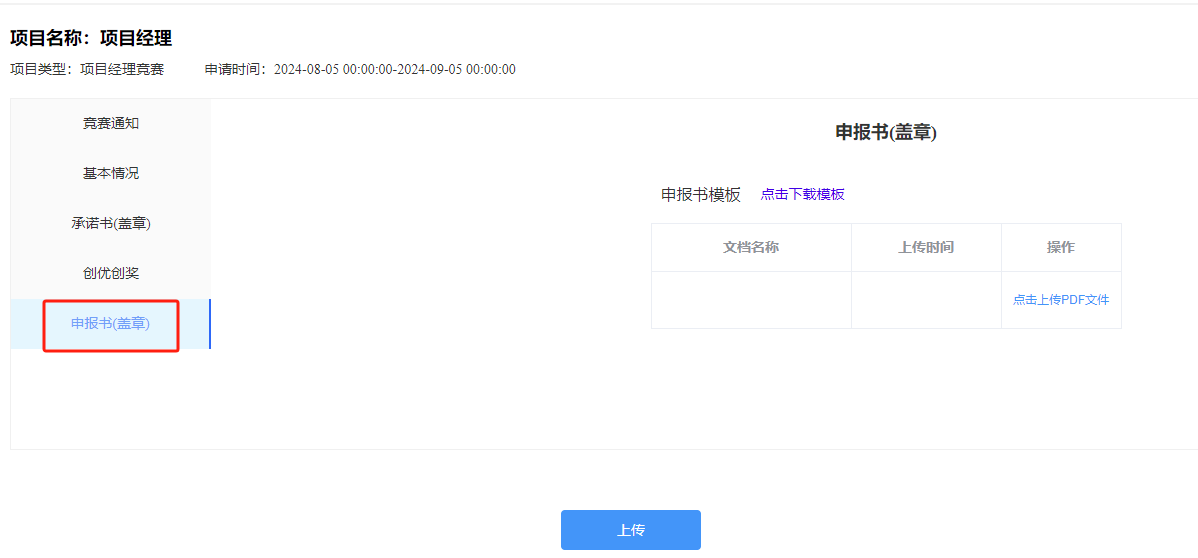 项目名称：项目经理
项目类型：项目经理竞赛 申请时间：2024-08-05 00:00:00-2024-09-05 00:00:00
竞赛通知
基本情况
承诺书(盖章)
创优创奖
申报书(盖章)
申报书(盖章)
申报书模板 点击下载模板
文档名称 上传时间 操作
点击上传PDF文件
上传